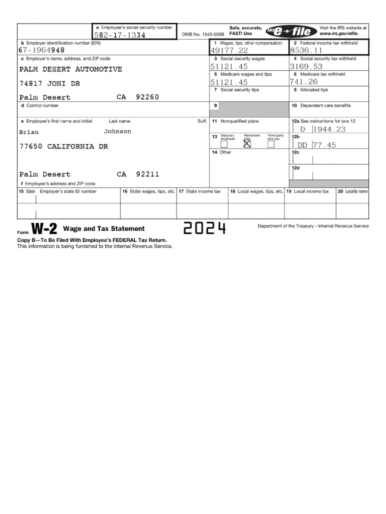 a Employee's social security number
502-17-1334
OMB No. 1545-0008
Safe, accurate,
FAST! Use
IRS e-file
Visit the IRS website at
www.irs.gov/efile.
b Employer identification number (EIN)
67-1964940
1 Wages, tips, other compensation
49177.22
2 Federal income tax withheld
8536.11
c Employer's name, address, and ZIP code
PALM DESERT AUTOMOTIVE
74817 JONI DR
Palm Desert CA 92260
3 Social security wages
51121.45
4 Social security tax withheld
3169.53
5 Medicare wages and tips
51121.45
6 Medicare tax withheld
741.26
7 Social security tips
8 Allocated tips
d Control number
9
10 Dependent care benefits
e Employee's first name and initial Last name Suff.
Brian Johnson
11 Nonqualified plans
12a See instructions for box 12
D 1944.23
13 Statutory employee Retirement plan Third-party sick pay
X
12b
DD 77.45
77650 CALIFORNIA DR
14 Other
12c
12d
Palm Desert CA 92211
f Employee's address and ZIP code
15 State Employer's state ID number
16 State wages, tips, etc.
17 State income tax
18 Local wages, tips, etc.
19 Local income tax
20 Locality name
Form W-2 Wage and Tax Statement
2024
Department of the Treasury—Internal Revenue Service
Copy B—To Be Filed With Employee's FEDERAL Tax Return.
This information is being furnished to the Internal Revenue Service.